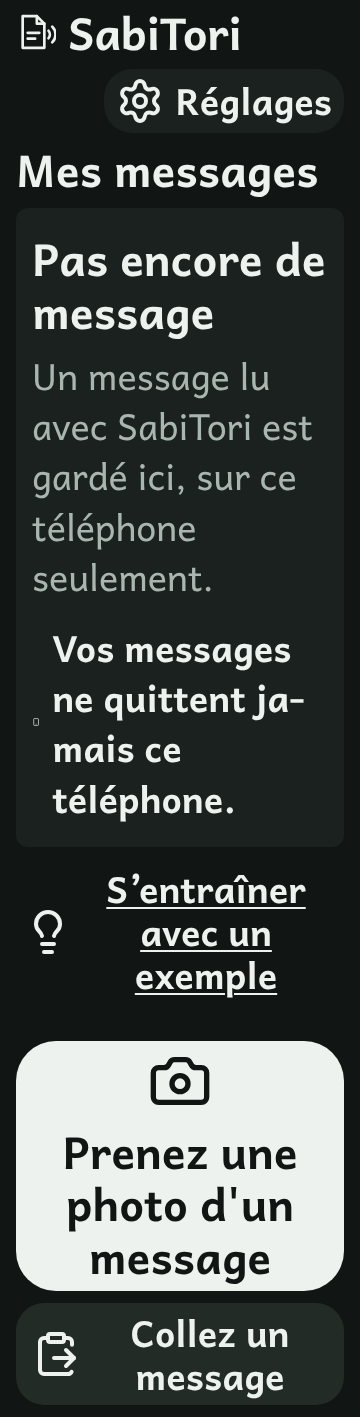 SabiTori
Réglages
Mes messages
Pas encore de
message
Un message lu
avec SabiTori est
gardé ici, sur ce
téléphone
seulement.
Vos messages
ne quittent ja-
mais ce
téléphone.
S’entraîner
avec un
exemple
Prenez une
photo d'un
message
Collez un
message